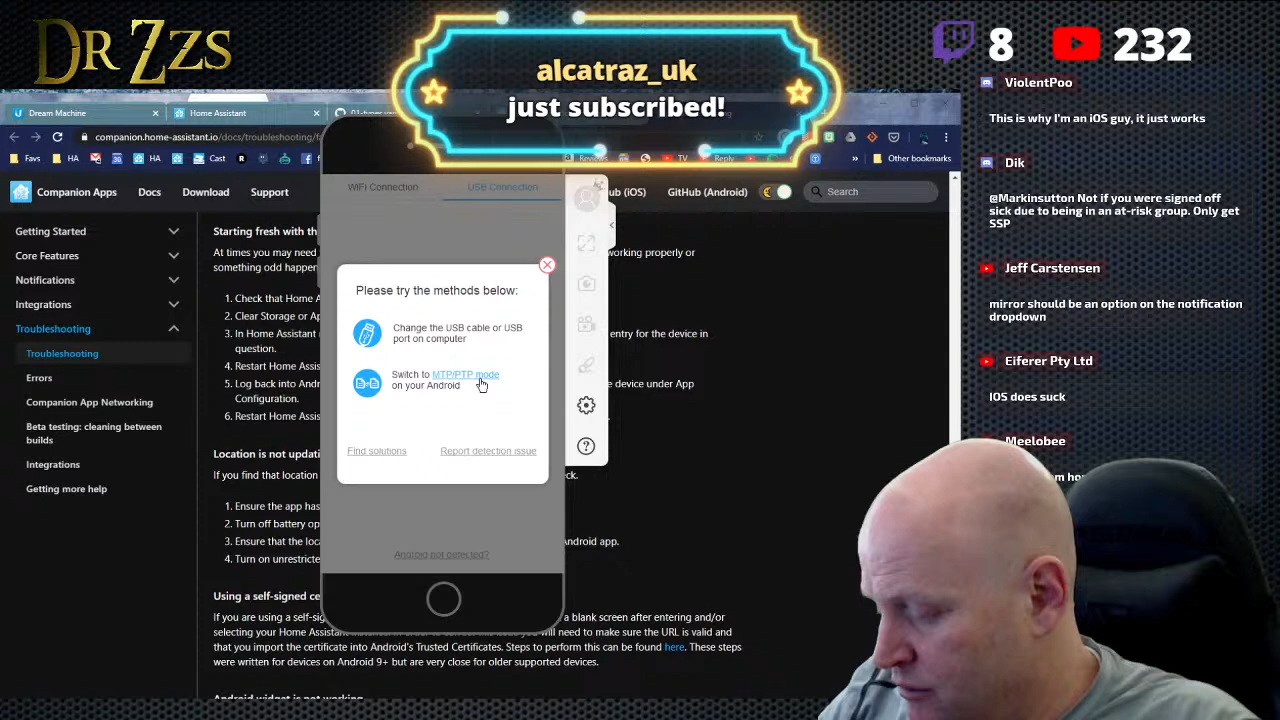 DR ZZS
alcatraz_uk
just subscribed!
8
232
Dream Machine
Home Assistant
companion.home-assistant.io/docs/troubleshooting/fa
Favs
HA
HA
Cast
Reviews
TV
Reply
Other bookmarks
Companion Apps
Docs
Download
Support
GitHub (Android)
Search
Getting Started
Core Features
Notifications
Integrations
Troubleshooting
Troubleshooting
Errors
Companion App Networking
Beta testing: cleaning between
builds
Integrations
Getting more help
Starting fresh with th
At times you may need
orking properly or
something odd happen
1. Check that Home A
2. Clear Storage or Ap
3. In Home Assistant
entry for the device in
question.
4. Restart Home Assist
5. Log back into Andr
e device under App
Configuration.
6. Restart Home Assist
Location is not updati
If you find that location
ck.
1. Ensure the app has
2. Turn off battery op
3. Ensure that the loca
Android app.
4. Turn on unrestricte
Using a self-signed ce
If you are using a self-sign
a blank screen after entering and/or
will need to make sure the URL is valid and
that you import the certificate into Android's Trusted Certificates. Steps to perform this can be found here. These steps
were written for devices on Android 9+ but are very close for older supported devices.
Android widget is not working
WiFi Connection
USB Connection
Please try the methods below:
Change the USB cable or USB
port on computer
Switch to MTP/PTP mode
on your Android
Find solutions
Report detection issue
Android not detected?
ViolentPoo
This is why I'm an iOS guy, it just works
Dik
@Markinsutton Not if you were signed off
sick due to being in an at-risk group. Only get
SSP
Jeff Carstensen
mirror should be an option on the notification
dropdown
Eiferer Pty Ltd
IOS does suck
Meelobee